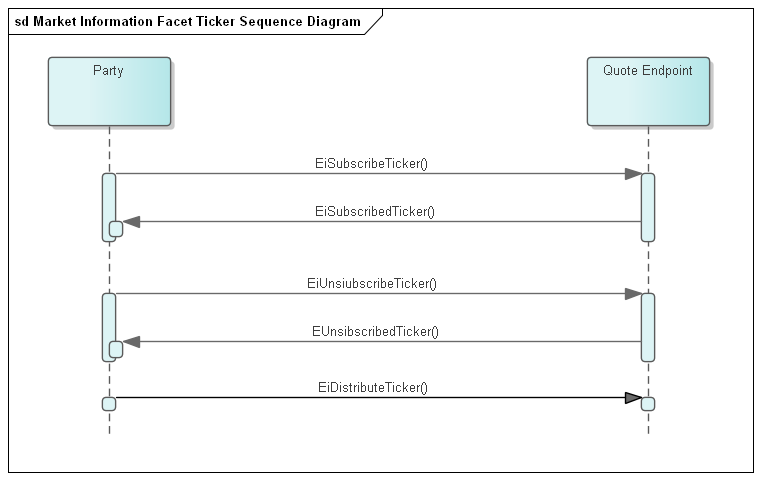 sd Market Information Facet Ticker Sequence Diagram
Party
Quote Endpoint
EiSubscribeTicker()
EiSubscribedTicker()
EiUnsiubscribeTicker()
EUnsibscribedTicker()
EiDistributeTicker()